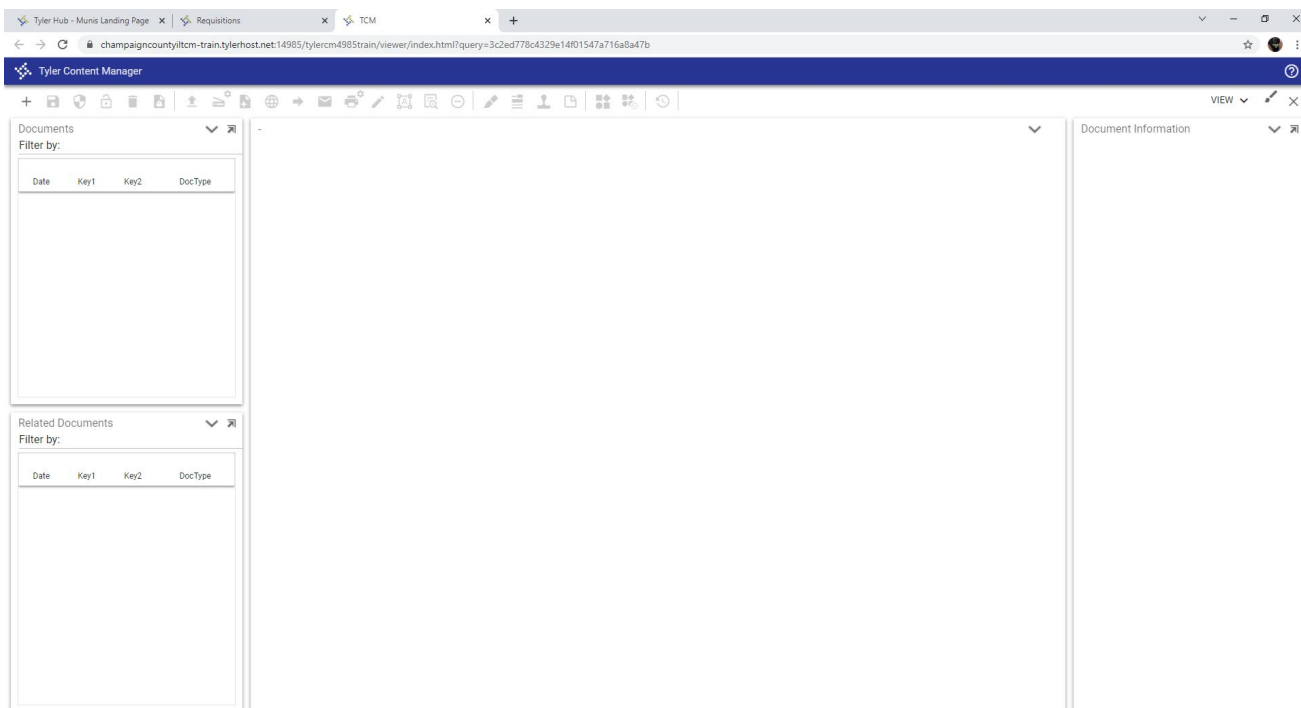 Tyler Hub - Munis Landing Page
Requisitions
TCM
champaigncountyiltcm-train.tylerhost.net:14985/tylercm4985train/viewer/index.html?query=3c2ed778c4329e14f01547a716a8a47b
Tyler Content Manager
VIEW
Documents
Filter by:
Date Key1 Key2 DocType
-
Document Information
Related Documents
Filter by:
Date Key1 Key2 DocType